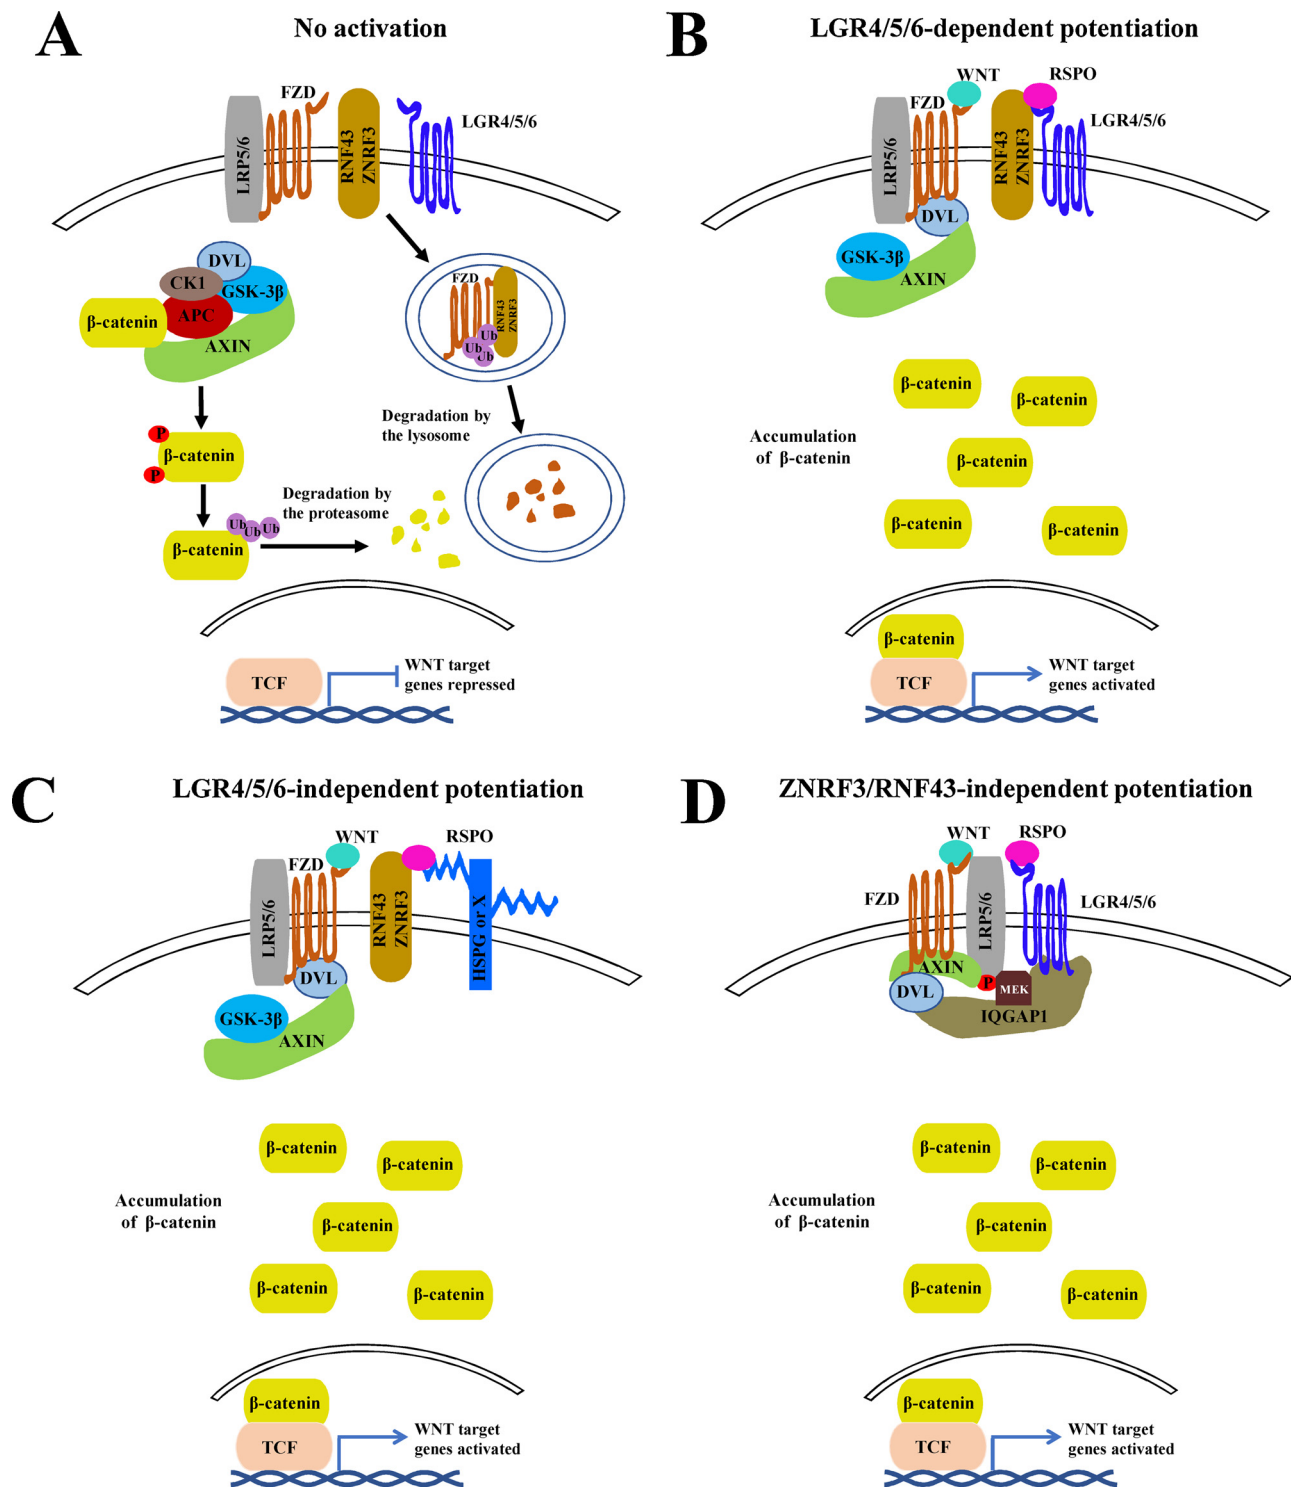 A
No activation
FZD
LRP5/6
RNF43
ZNRF3
LGR4/5/6
DVL
CK1
GSK-3β
APC
β-catenin
AXIN
FZD
RNF43
ZNRF3
Ub
Ub
Ub
Degradation by
the lysosome
P
β-catenin
P
Degradation by
the proteasome
Ub
Ub
Ub
β-catenin
TCF
WNT target
genes repressed
B
LGR4/5/6-dependent potentiation
WNT
RSPO
FZD
LRP5/6
RNF43
ZNRF3
LGR4/5/6
DVL
GSK-3β
AXIN
β-catenin
β-catenin
Accumulation
of β-catenin
β-catenin
β-catenin
β-catenin
β-catenin
TCF
WNT target
genes activated
C
LGR4/5/6-independent potentiation
WNT
RSPO
FZD
LRP5/6
RNF43
ZNRF3
HSPG or X
DVL
GSK-3β
AXIN
β-catenin
β-catenin
Accumulation
of β-catenin
β-catenin
β-catenin
β-catenin
β-catenin
TCF
WNT target
genes activated
D
ZNRF3/RNF43-independent potentiation
WNT
RSPO
FZD
LRP5/6
LGR4/5/6
AXIN
DVL
P
MEK
IQGAP1
β-catenin
β-catenin
Accumulation
of β-catenin
β-catenin
β-catenin
β-catenin
β-catenin
TCF
WNT target
genes activated